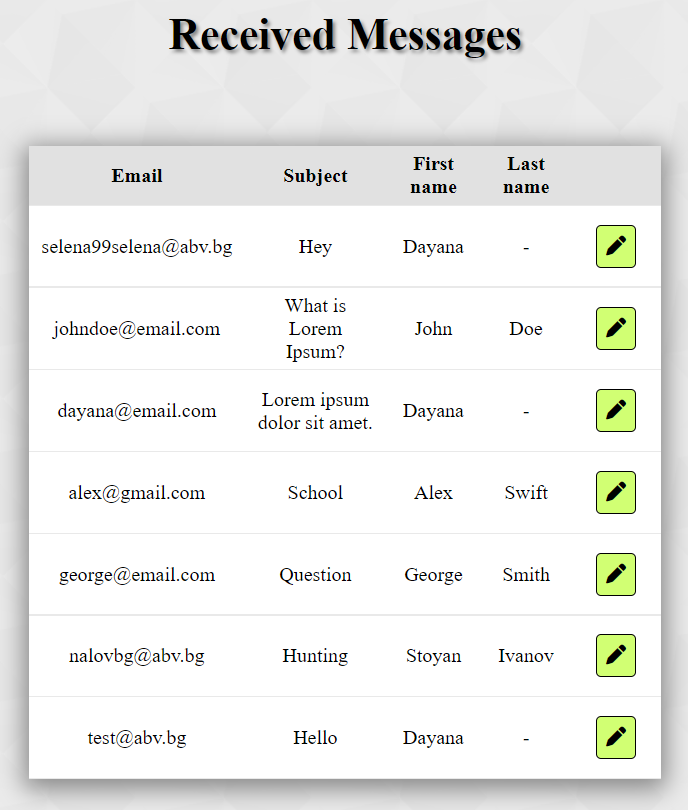 Received Messages
Email Subject First name Last name
selena99selena@abv.bg Hey Dayana -
johndoe@email.com What is Lorem Ipsum? John Doe
dayana@email.com Lorem ipsum dolor sit amet. Dayana -
alex@gmail.com School Alex Swift
george@email.com Question George Smith
nalovbg@abv.bg Hunting Stoyan Ivanov
test@abv.bg Hello Dayana -